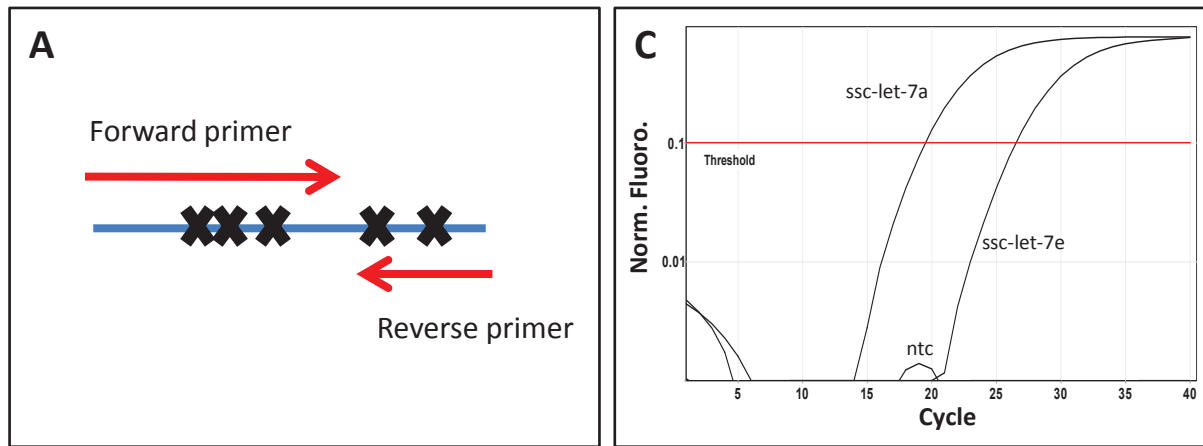 A
Forward primer
Reverse primer
C
ssc-let-7a
0.1
Threshold
Norm. Fluoro.
ssc-let-7e
0.01
ntc
5 10 15 20 25 30 35 40
Cycle